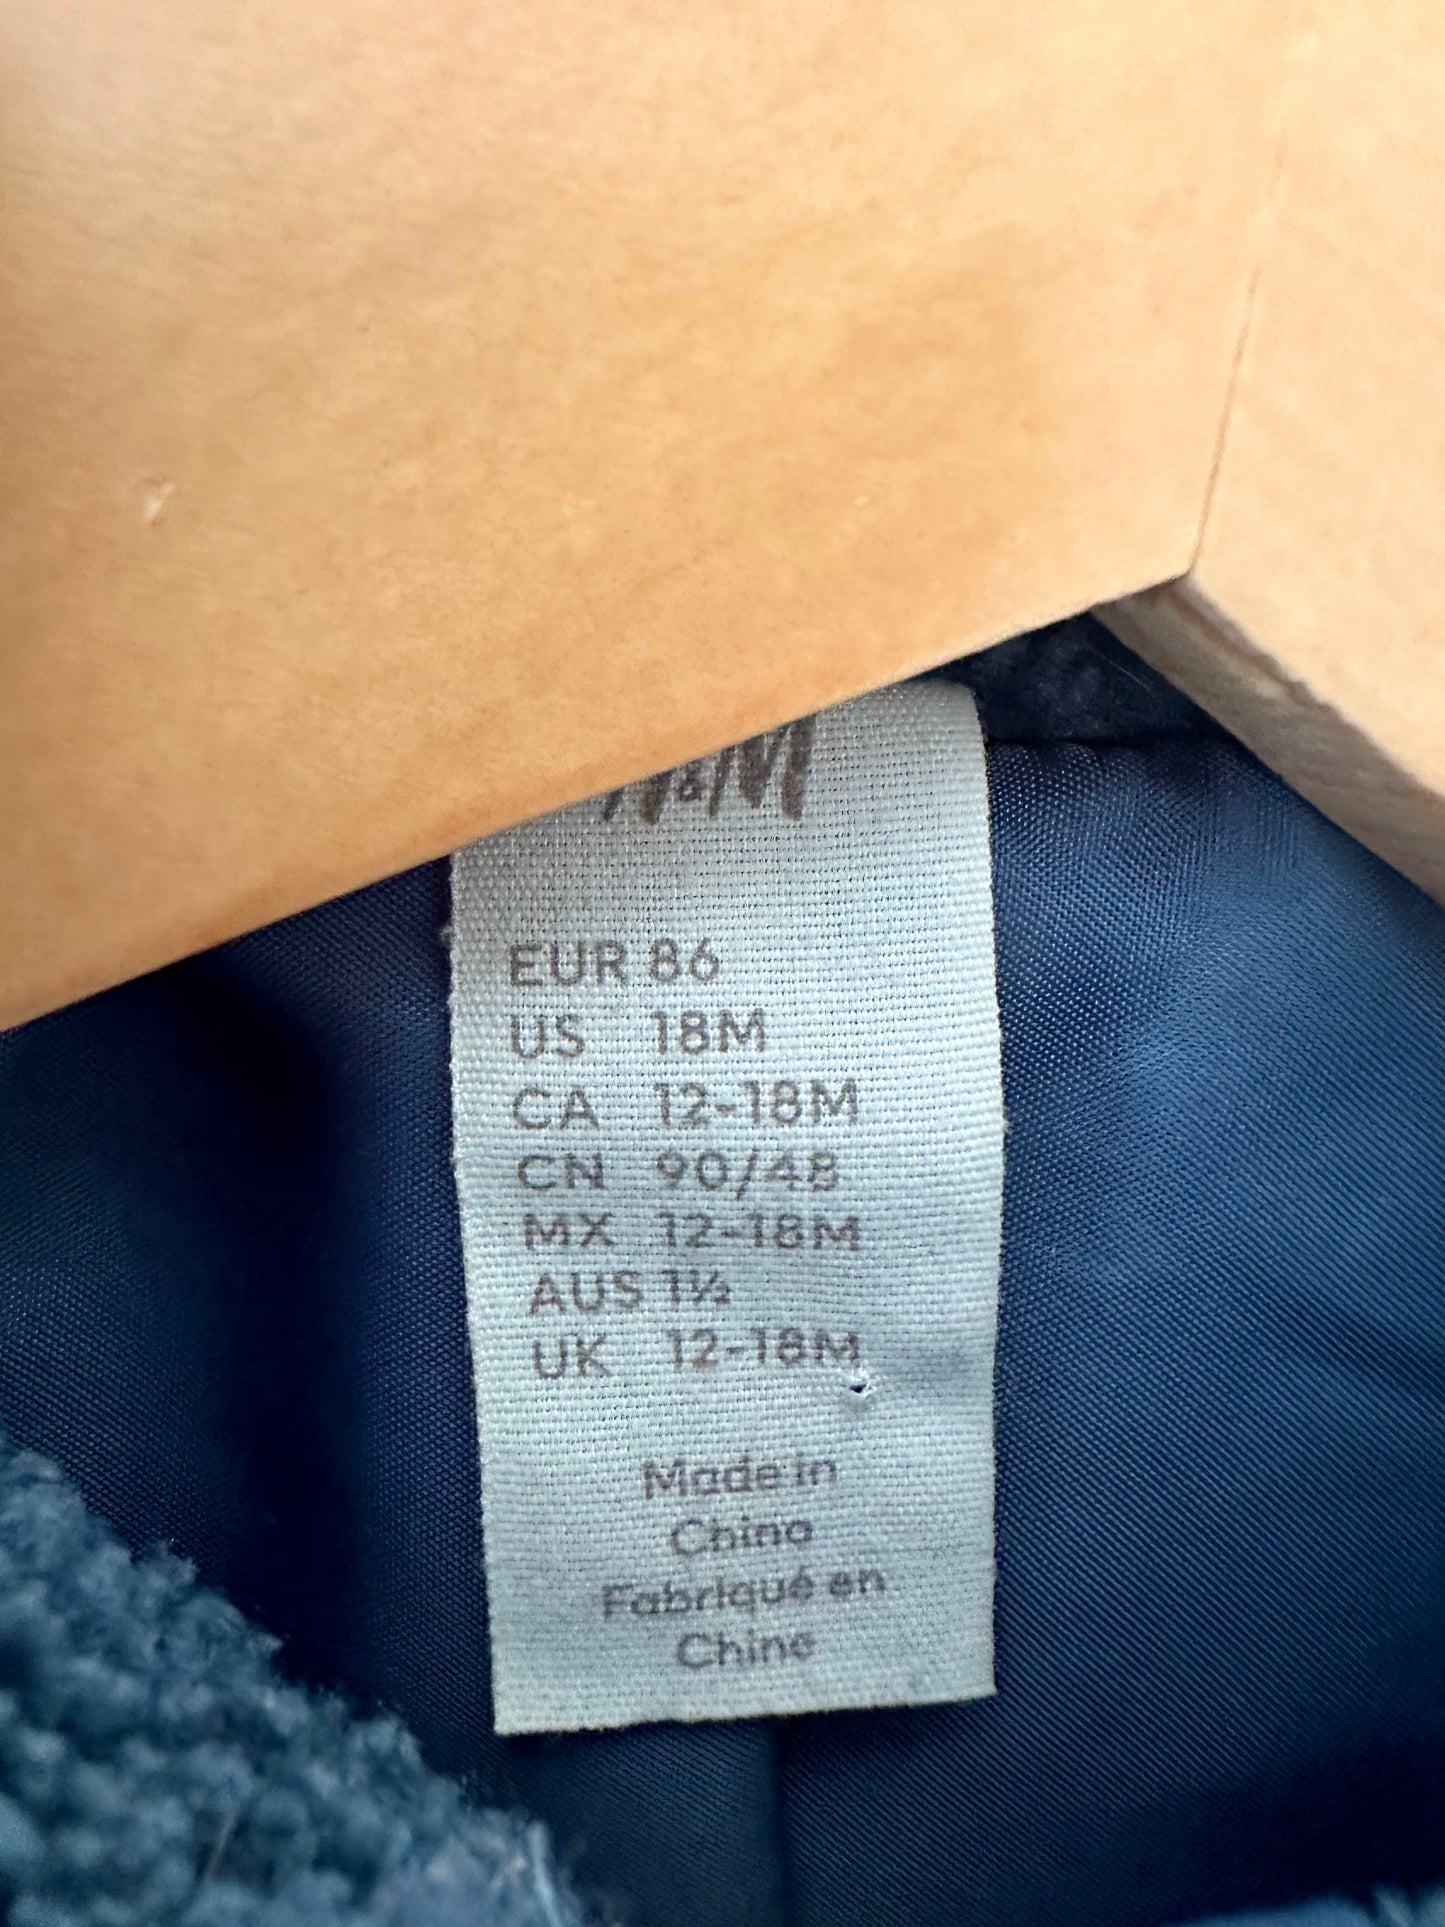 H&M
EUR 86
US 18M
CA 12-18M
CN 90/48
MX 12-18M
AUS 1½
UK 12-18M
Made in
China
Fabriqué en
Chine